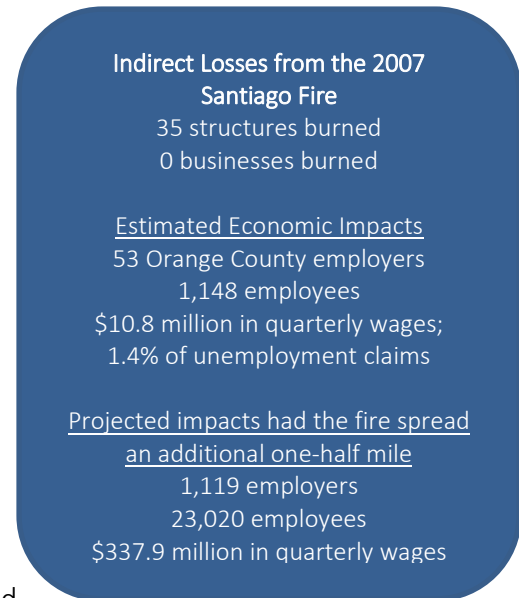 Indirect Losses from the 2007
Santiago Fire
35 structures burned
0 businesses burned
Estimated Economic Impacts
53 Orange County employers
1,148 employees
$10.8 million in quarterly wages;
1.4% of unemployment claims
Projected impacts had the fire spread
an additional one-half mile
1,119 employers
23,020 employees
$337.9 million in quarterly wages